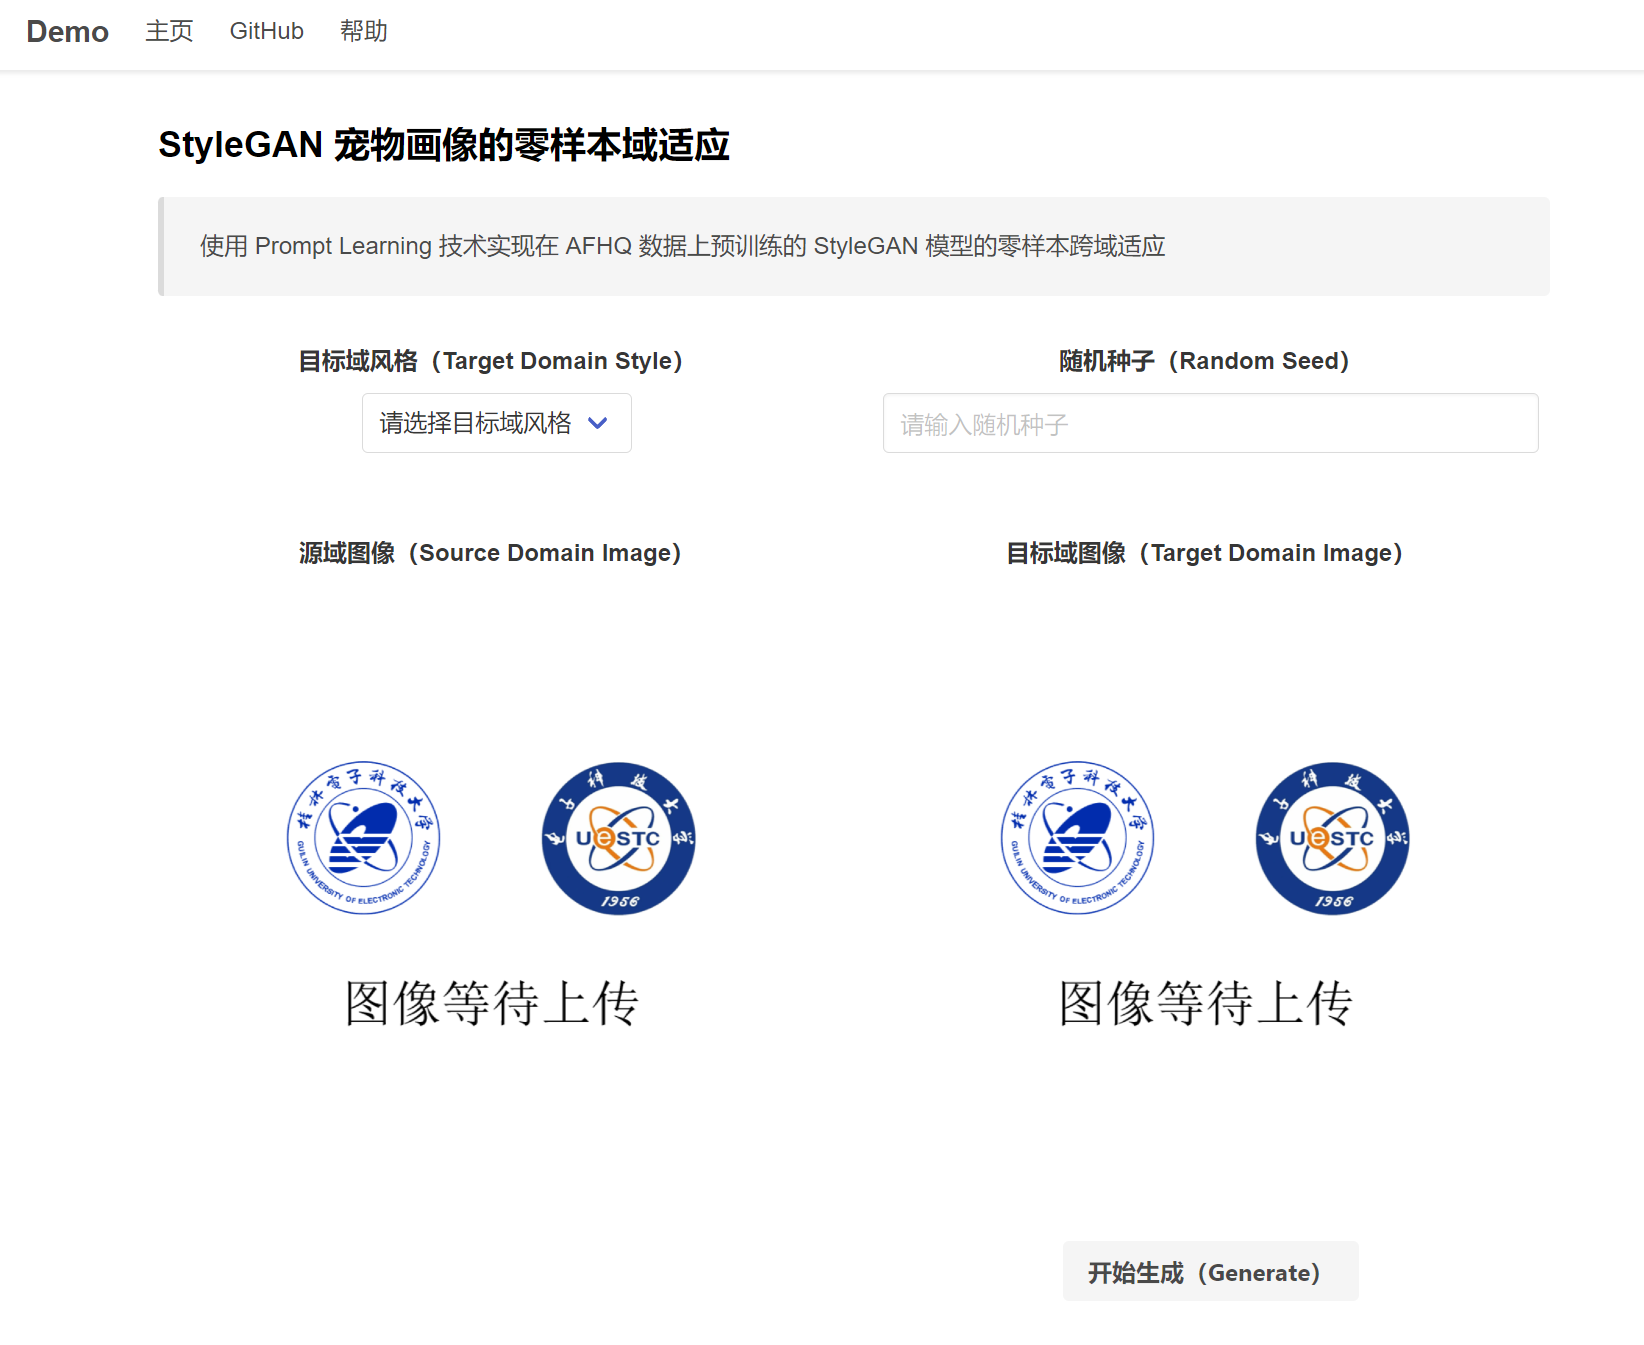 Demo 主页 GitHub 帮助
StyleGAN 宠物画像的零样本域适应
使用 Prompt Learning 技术实现在 AFHQ 数据上预训练的 StyleGAN 模型的零样本跨域适应
目标域风格（Target Domain Style）
请选择目标域风格
随机种子（Random Seed）
请输入随机种子
源域图像（Source Domain Image）
桂林電子科技大学
GUILIN UNIVERSITY OF ELECTRONIC TECHNOLOGY
电子科技大学
UeSTC
1956
图像等待上传
目标域图像（Target Domain Image）
桂林電子科技大学
GUILIN UNIVERSITY OF ELECTRONIC TECHNOLOGY
电子科技大学
UeSTC
1956
图像等待上传
开始生成（Generate）